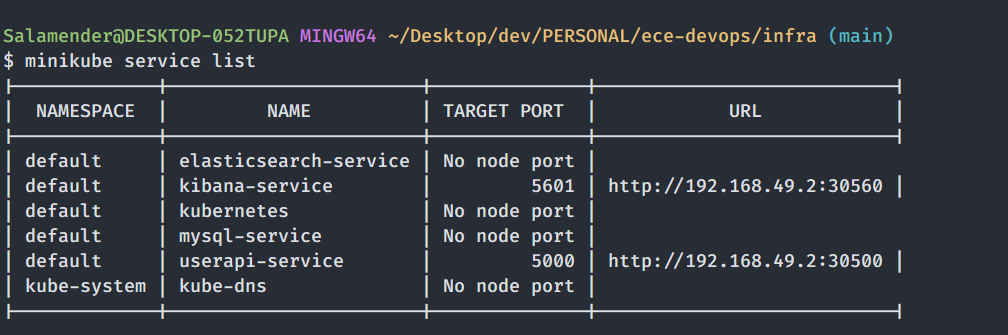 Salamender@DESKTOP-052TUPA MINGW64 ~/Desktop/dev/PERSONAL/ece-devops/infra (main)
$ minikube service list
| NAMESPACE | NAME | TARGET PORT | URL |
| default | elasticsearch-service | No node port |
| default | kibana-service | 5601 | http://192.168.49.2:30560 |
| default | kubernetes | No node port |
| default | mysql-service | No node port |
| default | userapi-service | 5000 | http://192.168.49.2:30500 |
| kube-system | kube-dns | No node port |